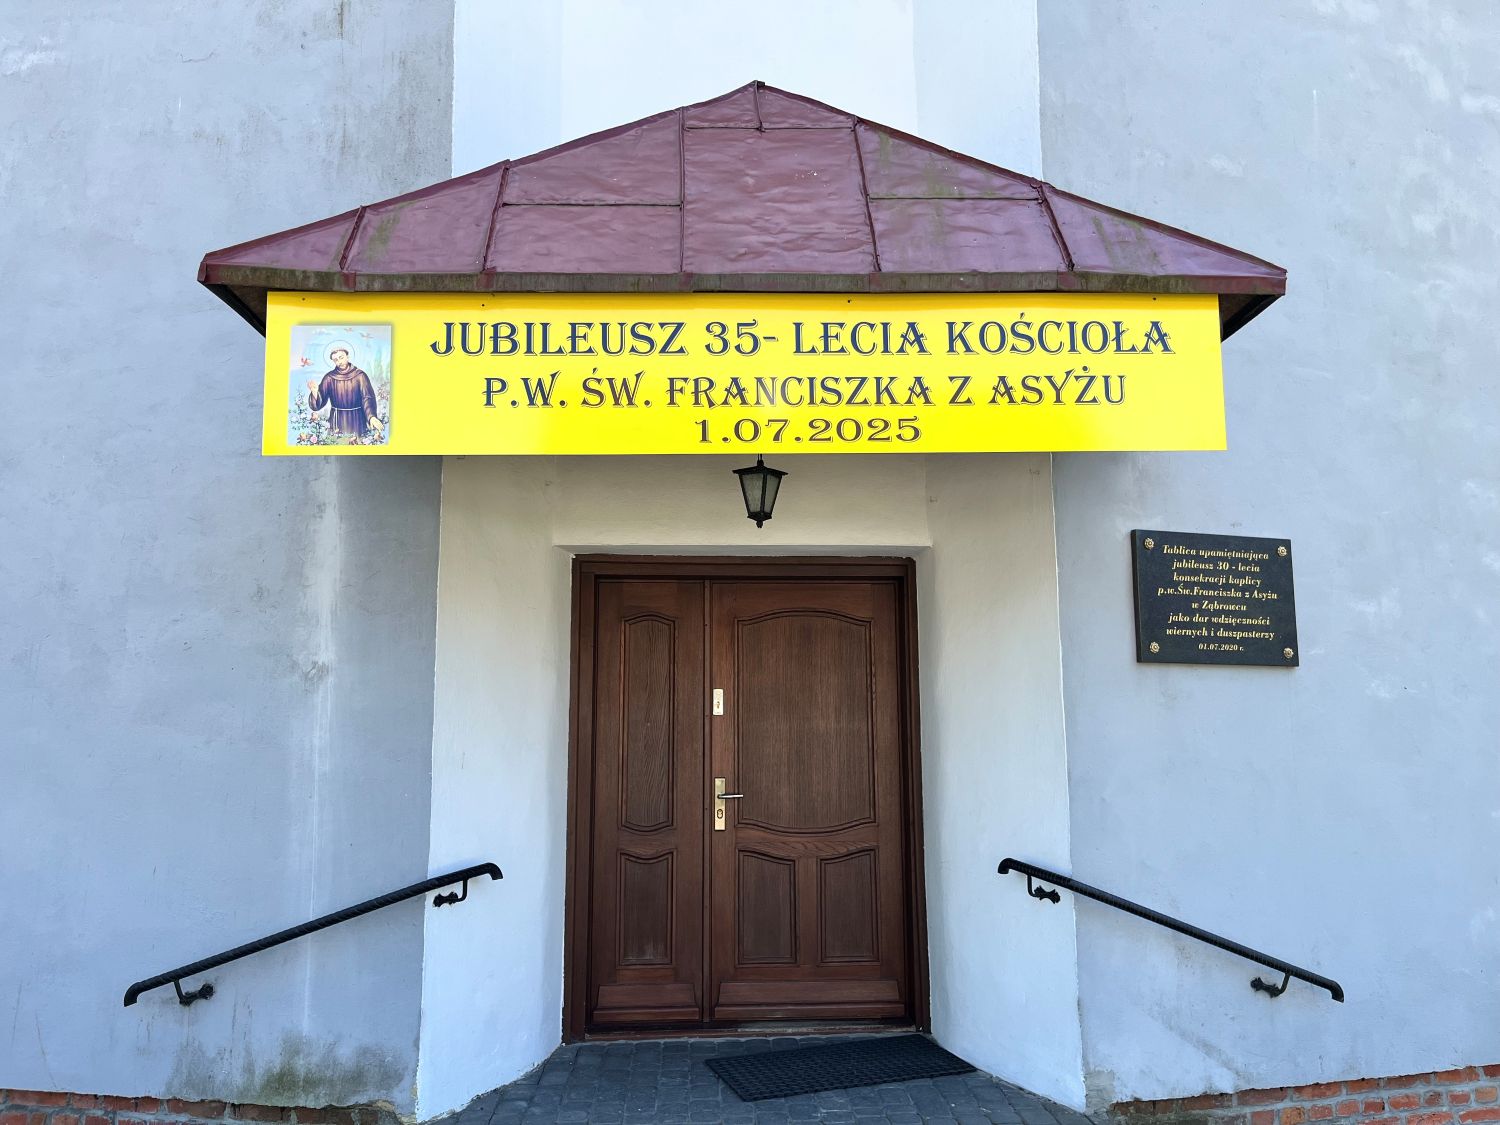 JUBILEUSZ 35- LECIA KOŚCIOŁA
P.W. ŚW. FRANCISZKA Z ASYŻU
1.07.2025
Tablica upamiętniająca
jubileusz 30 - lecia
konsekracji kaplicy
p.w.Św.Franciszka z Asyżu
w Ząbrowcu
jako dar wdzięczności
wiernych i duszpasterzy
01.07.2020 r.